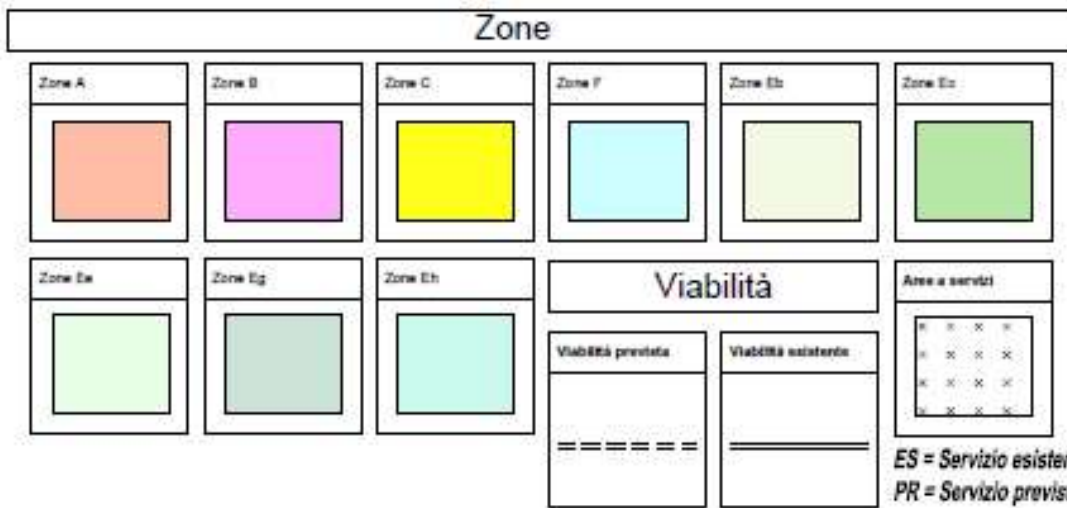 Zone
Zone A
Zone B
Zone C
Zone F
Zone Eb
Zone Ec
Zone Ee
Zone Eg
Zone Eh
Viabilità
Aree a servizi
Viabilità prevista
Viabilità esistente
ES = Servizio esisten
PR = Servizio previs